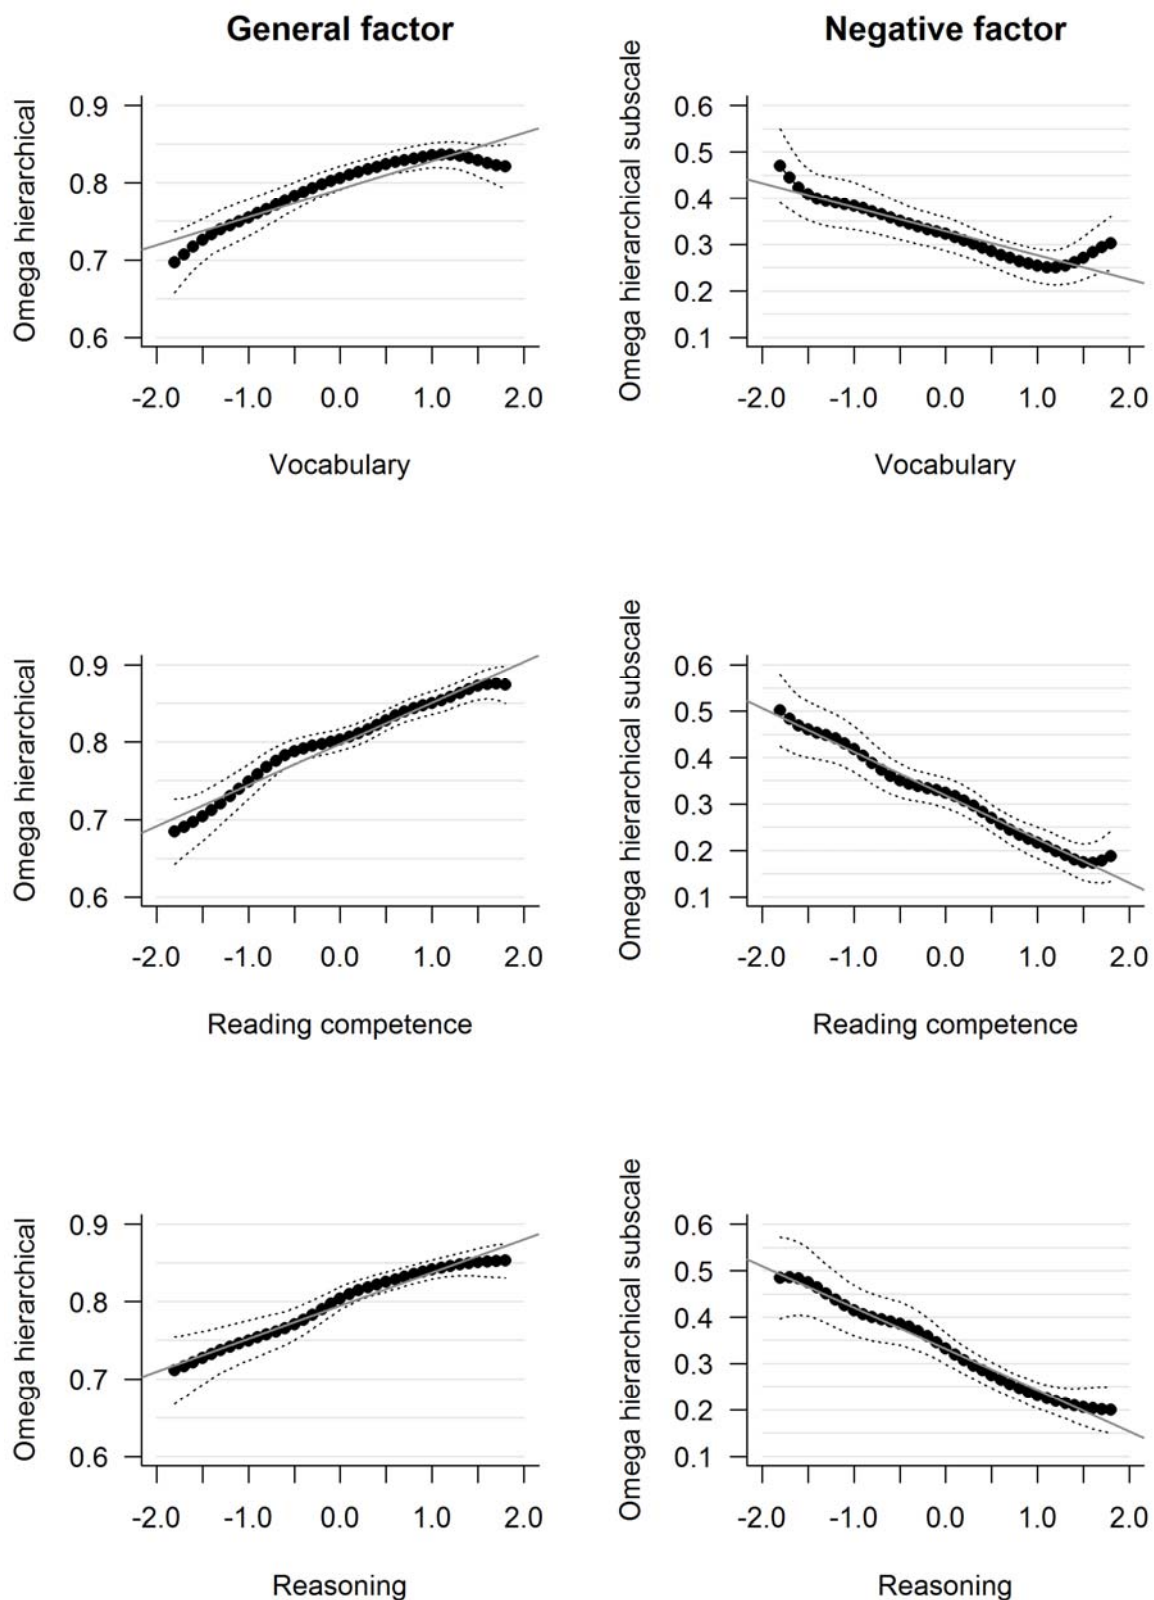 General factor
Negative factor
Omega hierarchical
0.9
0.8
0.7
0.6
-2.0 -1.0 0.0 1.0 2.0
Vocabulary
Omega hierarchical subscale
0.6
0.5
0.4
0.3
0.2
0.1
-2.0 -1.0 0.0 1.0 2.0
Vocabulary
Omega hierarchical
0.9
0.8
0.7
0.6
-2.0 -1.0 0.0 1.0 2.0
Reading competence
Omega hierarchical subscale
0.6
0.5
0.4
0.3
0.2
0.1
-2.0 -1.0 0.0 1.0 2.0
Reading competence
Omega hierarchical
0.9
0.8
0.7
0.6
-2.0 -1.0 0.0 1.0 2.0
Reasoning
Omega hierarchical subscale
0.6
0.5
0.4
0.3
0.2
0.1
-2.0 -1.0 0.0 1.0 2.0
Reasoning